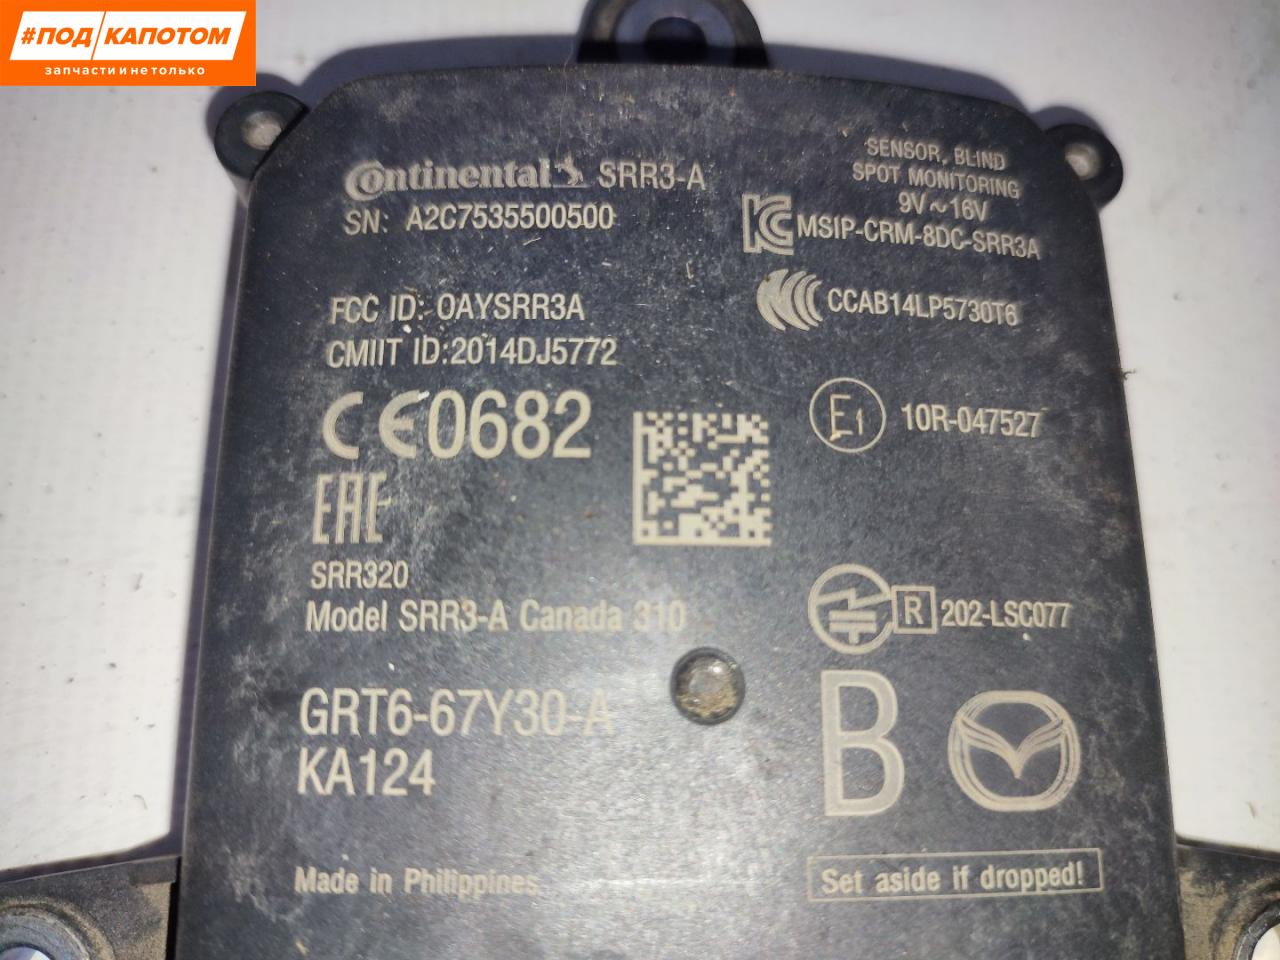 #ПОД КАПОТОМ
запчасти и не только
Continental SRR3-A
SN: A2C7535500500
SENSOR, BLIND
SPOT MONITORING
9V~16V
MSIP-CRM-8DC-SRR3A
FCC ID: OAYSRR3A
CMIIT ID:2014DJ5772
CCAB14LP5730T6
CE0682
E1 10R-047527
EAC
SRR320
Model SRR3-A Canada 310
R 202-LSC077
GRT6-67Y30-A
KA124
B
Made in Philippines
Set aside if dropped!